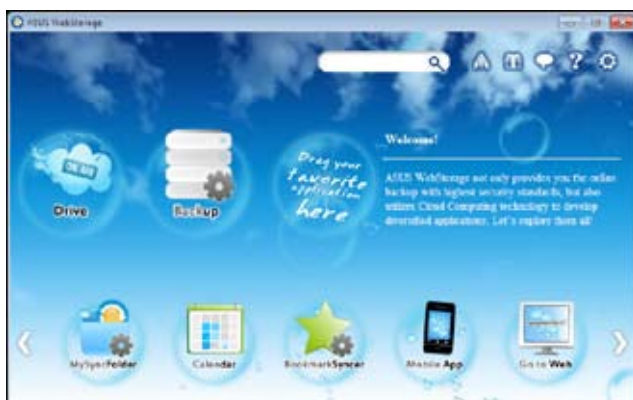 ASUS WebStorage
Drive
Backup
Drag your
favorite
application
here
Welcome!
ASUS WebStorage not only provides you the online
backup with highest security standards, but also
utilizes Cloud Computing technology to develop
diversified applications. Let's explore them all!
MySyncFolder
Calendar
BookmarkSyncer
Mobile App
Go to Web